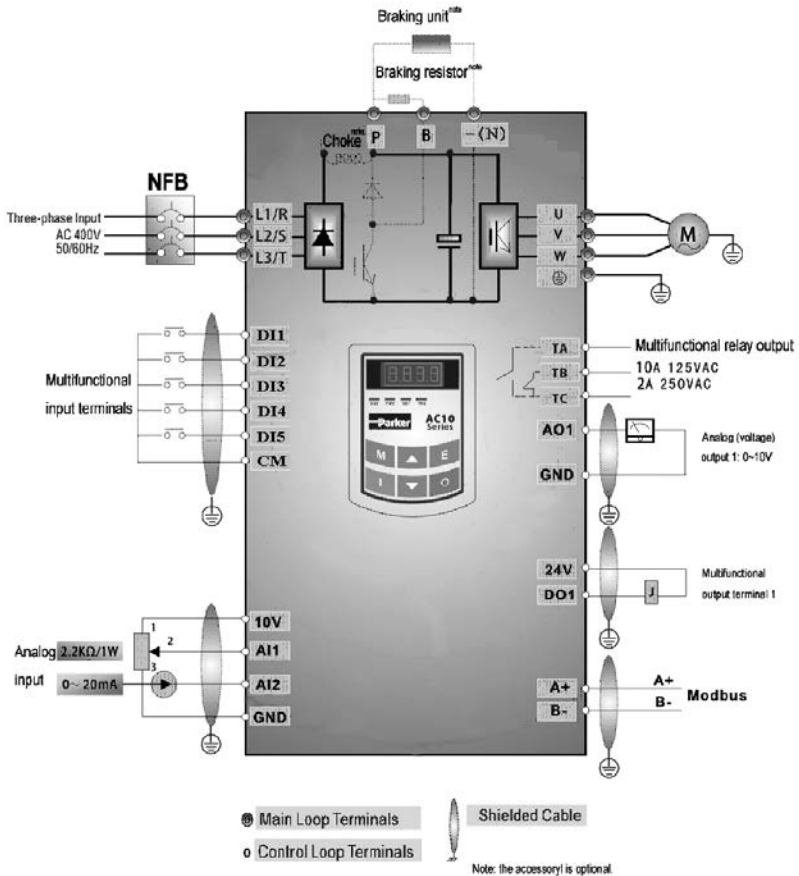 Braking unit note
Braking resistor note
P B -(N)
Choke note
NFB
Three-phase Input
AC 400V
50/60Hz
L1/R
L2/S
L3/T
U
V
W
M
DI1
DI2
DI3
DI4
DI5
CM
Multifunctional
input terminals
Parker
AC10
Series
M
E
I
O
TA
TB
TC
Multifunctional relay output
10A 125VAC
2A 250VAC
AO1
GND
Analog (voltage)
output 1: 0~10V
24V
DO1
J
Multifunctional
output terminal 1
10V
AI1
AI2
GND
1
2
3
Analog 2.2KΩ/1W
input 0~20mA
A+
B-
A+
B-
Modbus
Main Loop Terminals
Control Loop Terminals
Shielded Cable
Note: the accessoryl is optional.